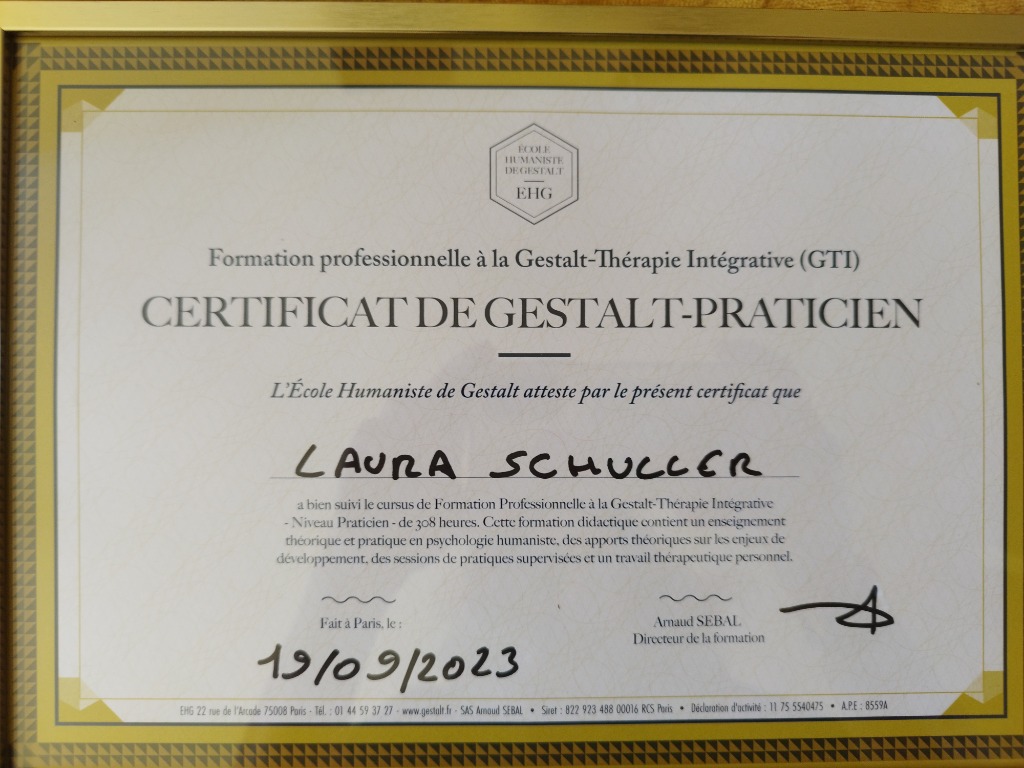 ÉCOLE
HUMANISTE
DE GESTALT
EHG
Formation professionnelle à la Gestalt-Thérapie Intégrative (GTI)
CERTIFICAT DE GESTALT-PRATICIEN
L'École Humaniste de Gestalt atteste par le présent certificat que
LAURA SCHULLER
a bien suivi le cursus de Formation Professionnelle à la Gestalt-Thérapie Intégrative
- Niveau Praticien - de 308 heures. Cette formation didactique contient un enseignement
théorique et pratique en psychologie humaniste, des apports théoriques sur les enjeux de
développement, des sessions de pratiques supervisées et un travail thérapeutique personnel.
Fait à Paris, le :
19/09/2023
Arnaud SEBAL
Directeur de la formation
EHG 22 rue de l'Arcade 75008 Paris - Tél. : 01 44 59 37 27 - www.gestalt.fr - SAS Arnaud SEBAL • Siret : 822 923 488 00016 RCS Paris • Déclaration d'activité : 11 75 5540475 • A.P.E : 8559A